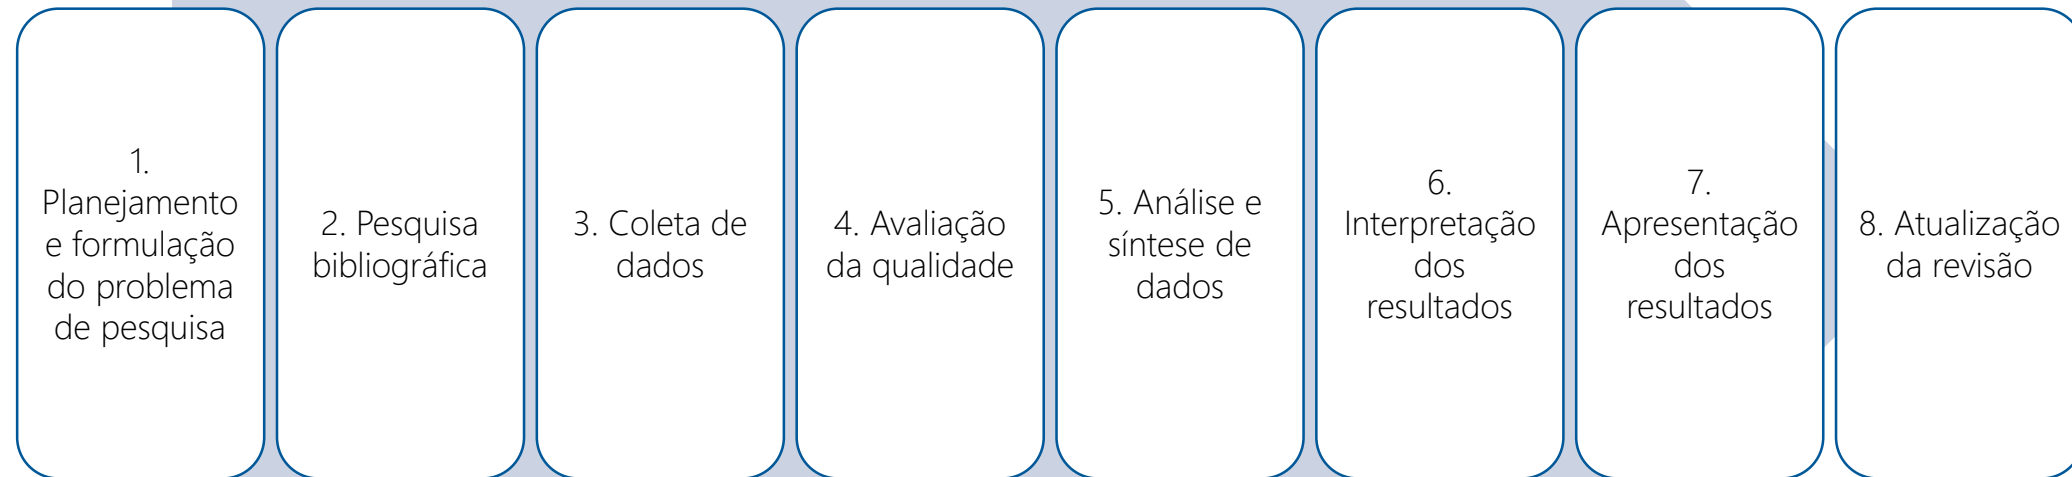 1.
Planejamento
e formulação
do problema
de pesquisa
2. Pesquisa
bibliográfica
3. Coleta de
dados
4. Avaliação
da qualidade
5. Análise e
síntese de
dados
6.
Interpretação
dos
resultados
7.
Apresentação
dos
resultados
8. Atualização
da revisão